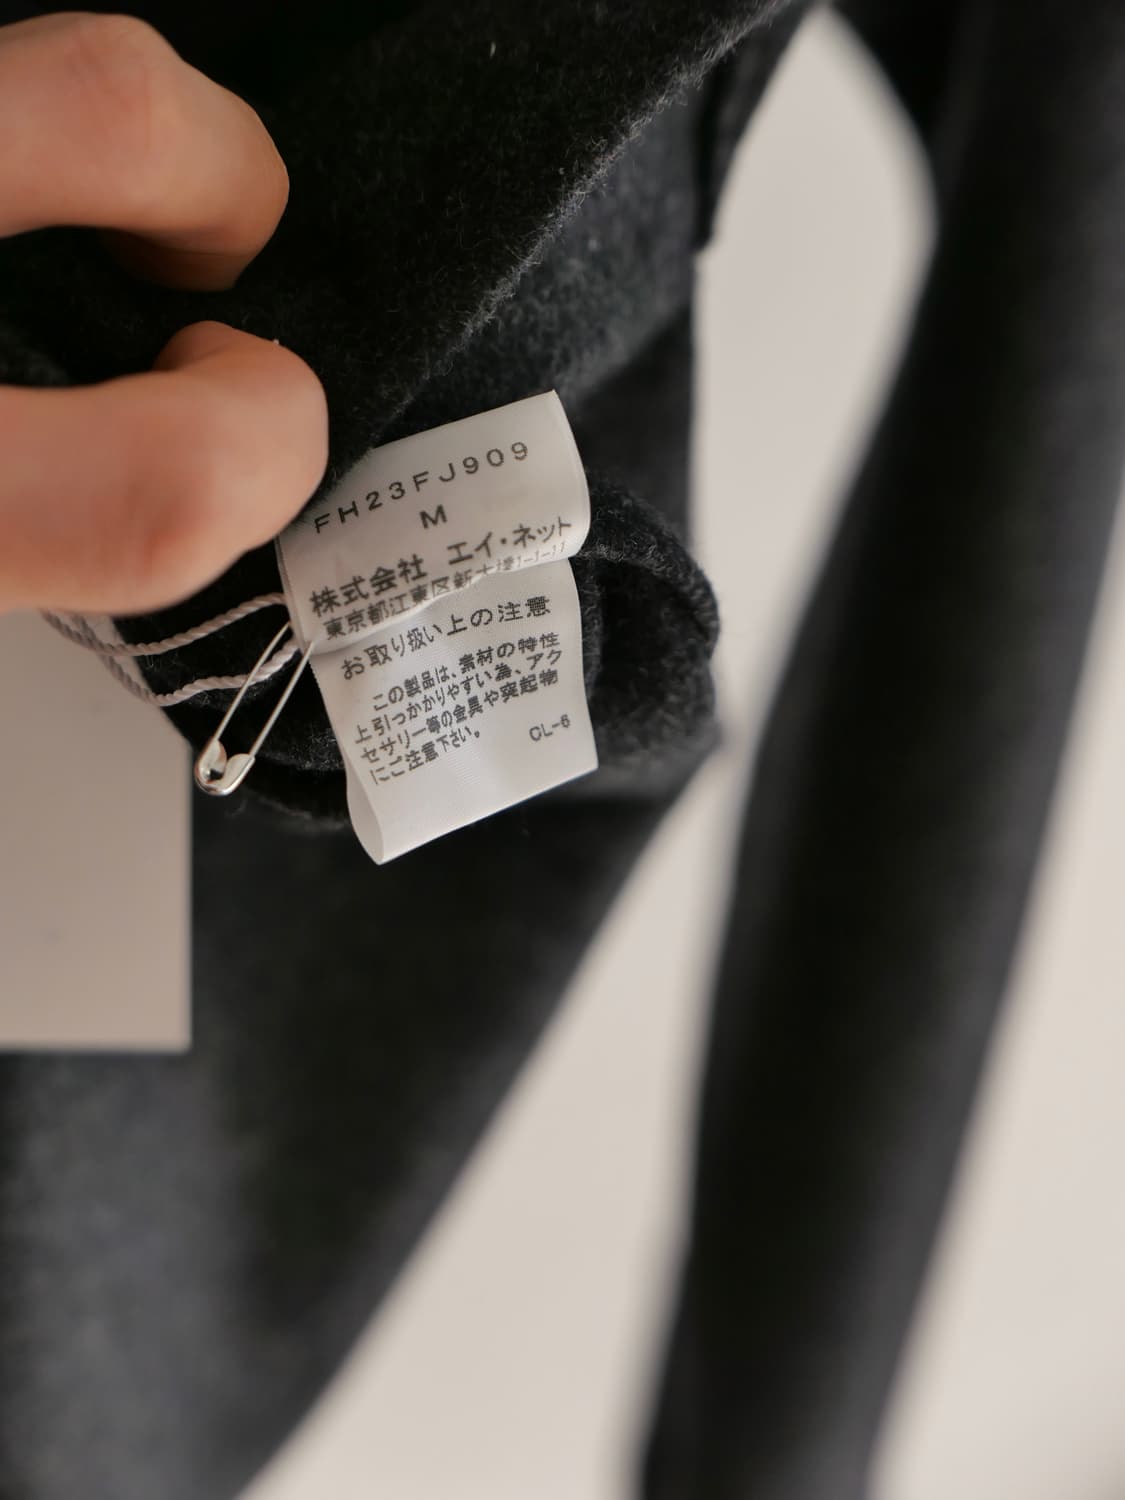 FH23FJ909
M
株式会社 エイ・ネット
東京都江東区新木場1-1-11
お取り扱い上の注意
この製品は、素材の特性
上引っかかりやすい為、アク
セサリー等の金具や突起物
にご注意下さい。
CL-6